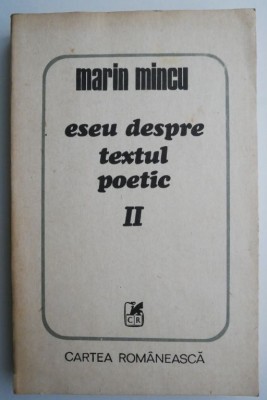 marin mincu
eseu despre
textul
poetic
II
CR
CARTEA ROMÂNEASCĂ